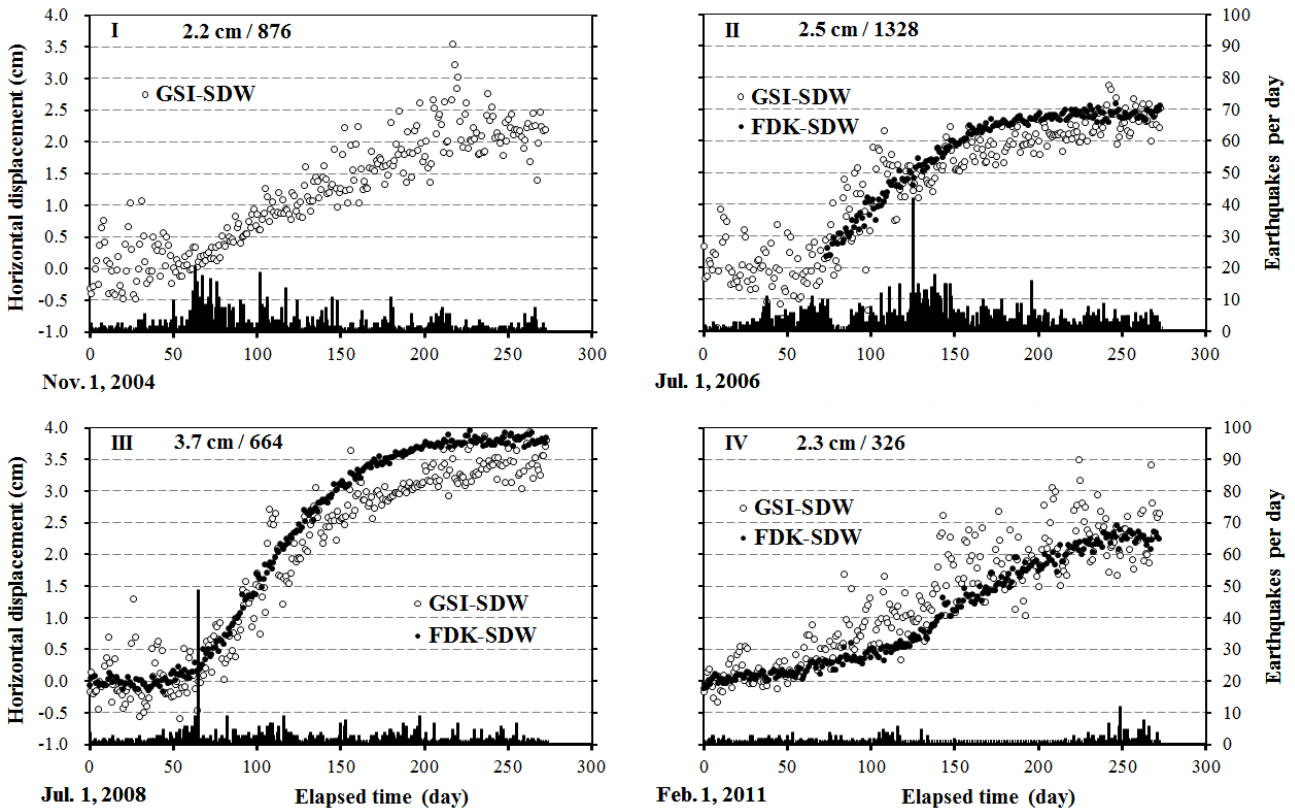 I 2.2 cm / 876
GSI-SDW
Horizontal displacement (cm)
4.0
3.5
3.0
2.5
2.0
1.5
1.0
0.5
0.0
-0.5
-1.0
0 50 100 150 200 250 300
Nov. 1, 2004
II 2.5 cm / 1328
GSI-SDW
FDK-SDW
Earthquakes per day
100
90
80
70
60
50
40
30
20
10
0
0 50 100 150 200 250 300
Jul. 1, 2006
III 3.7 cm / 664
GSI-SDW
FDK-SDW
Horizontal displacement (cm)
4.0
3.5
3.0
2.5
2.0
1.5
1.0
0.5
0.0
-0.5
-1.0
0 50 100 150 200 250 300
Jul. 1, 2008 Elapsed time (day)
IV 2.3 cm / 326
GSI-SDW
FDK-SDW
Earthquakes per day
100
90
80
70
60
50
40
30
20
10
0
0 50 100 150 200 250 300
Feb. 1, 2011 Elapsed time (day)